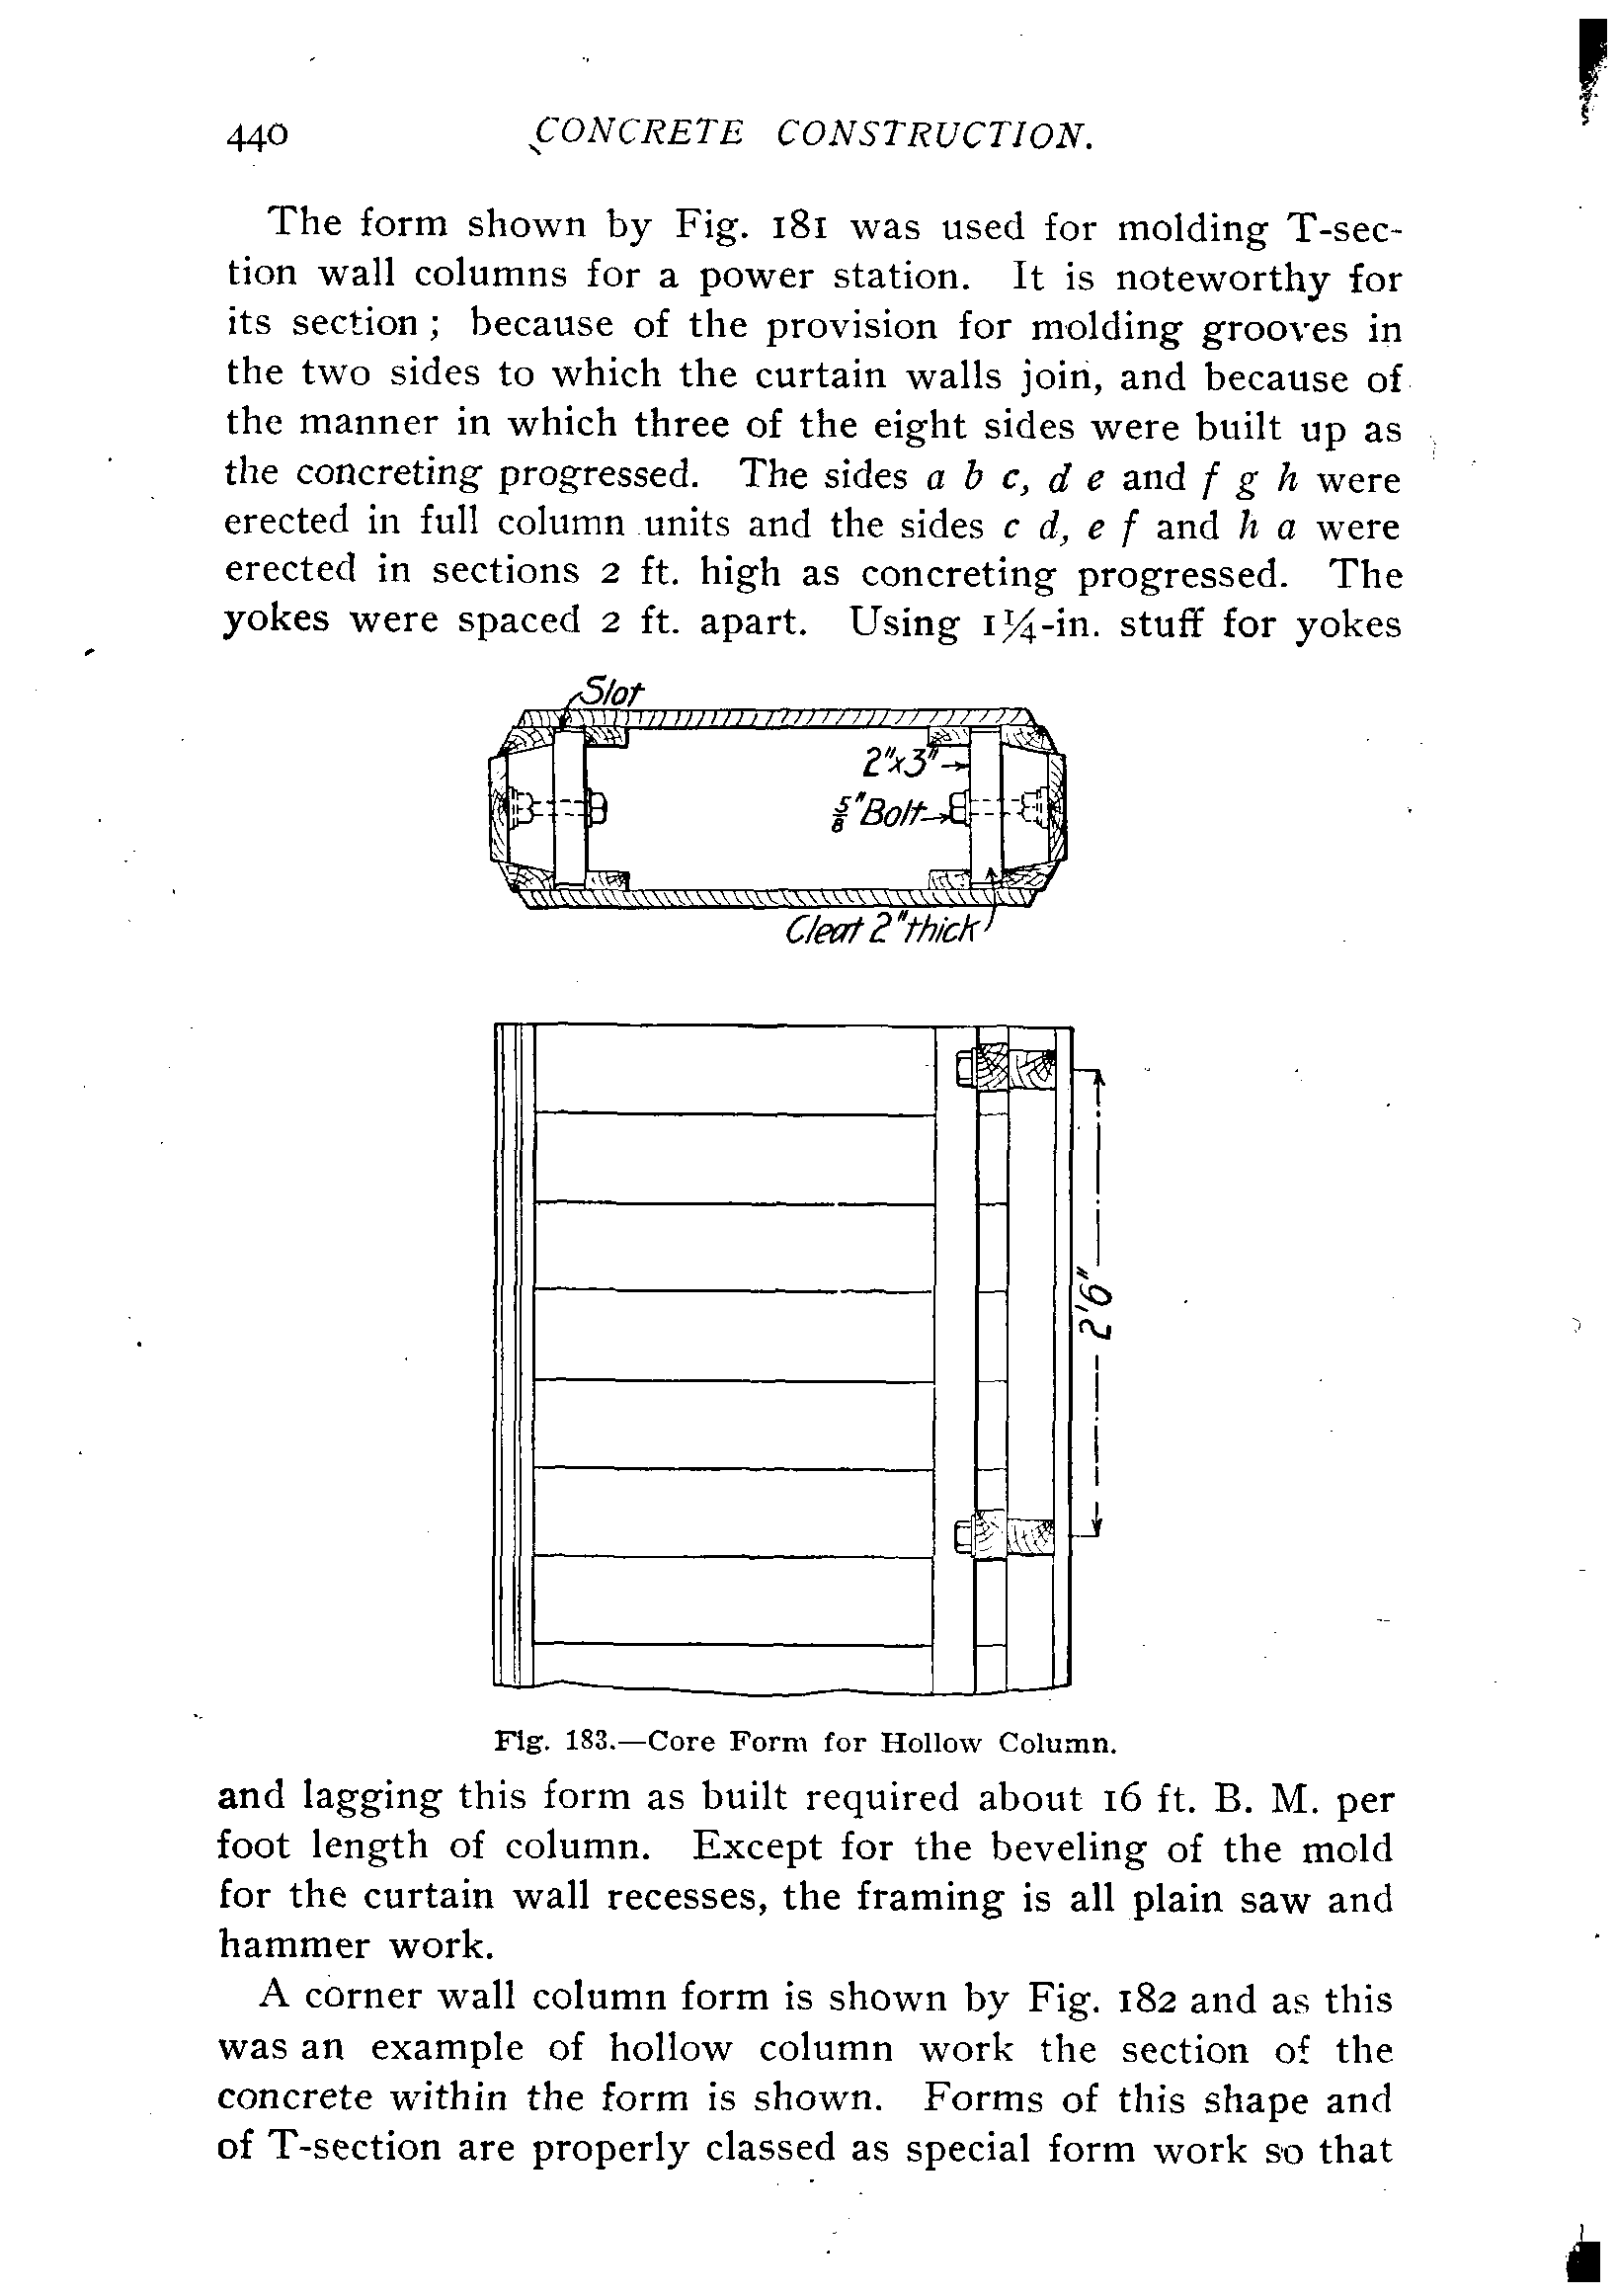 440 CONCRETE CONSTRUCTION.
The form shown by Fig. 181 was used for molding T-sec-
tion wall columns for a power station. It is noteworthy for
its section; because of the provision for molding grooves in
the two sides to which the curtain walls join, and because of
the manner in which three of the eight sides were built up as
the concreting progressed. The sides a b c, d e and f g h were
erected in full column units and the sides c d, e f and h a were
erected in sections 2 ft. high as concreting progressed. The
yokes were spaced 2 ft. apart. Using 1¼-in. stuff for yokes
Slot
2"x3"
⅝"Bolt
Cleat 2"thick
2'6"
Fig. 183.—Core Form for Hollow Column.
and lagging this form as built required about 16 ft. B. M. per
foot length of column. Except for the beveling of the mold
for the curtain wall recesses, the framing is all plain saw and
hammer work.
A corner wall column form is shown by Fig. 182 and as this
was an example of hollow column work the section of the
concrete within the form is shown. Forms of this shape and
of T-section are properly classed as special form work so that